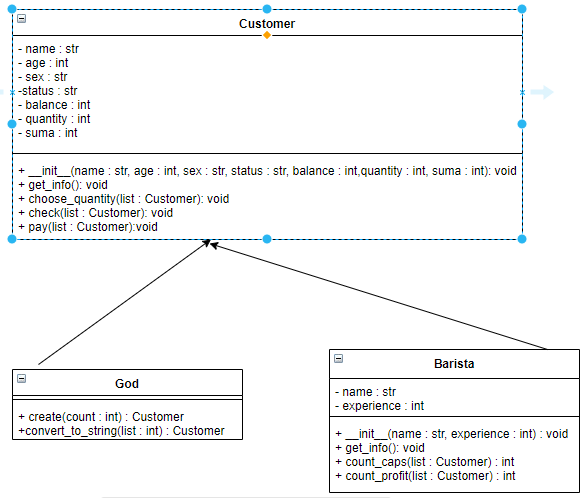 Customer
- name : str
- age : int
- sex : str
-status : str
- balance : int
- quantity : int
- suma : int
+ __init__(name : str, age : int, sex : str, status : str, balance : int,quantity : int, suma : int): void
+ get_info(): void
+ choose_quantity(list : Customer): void
+ check(list : Customer): void
+ pay(list : Customer):void
God
+ create(count : int) : Customer
+convert_to_string(list : int) : Customer
Barista
- name : str
- experience : int
+ __init__(name : str, experience : int) : void
+ get_info(): void
+ count_caps(list : Customer) : int
+ count_profit(list : Customer) : int